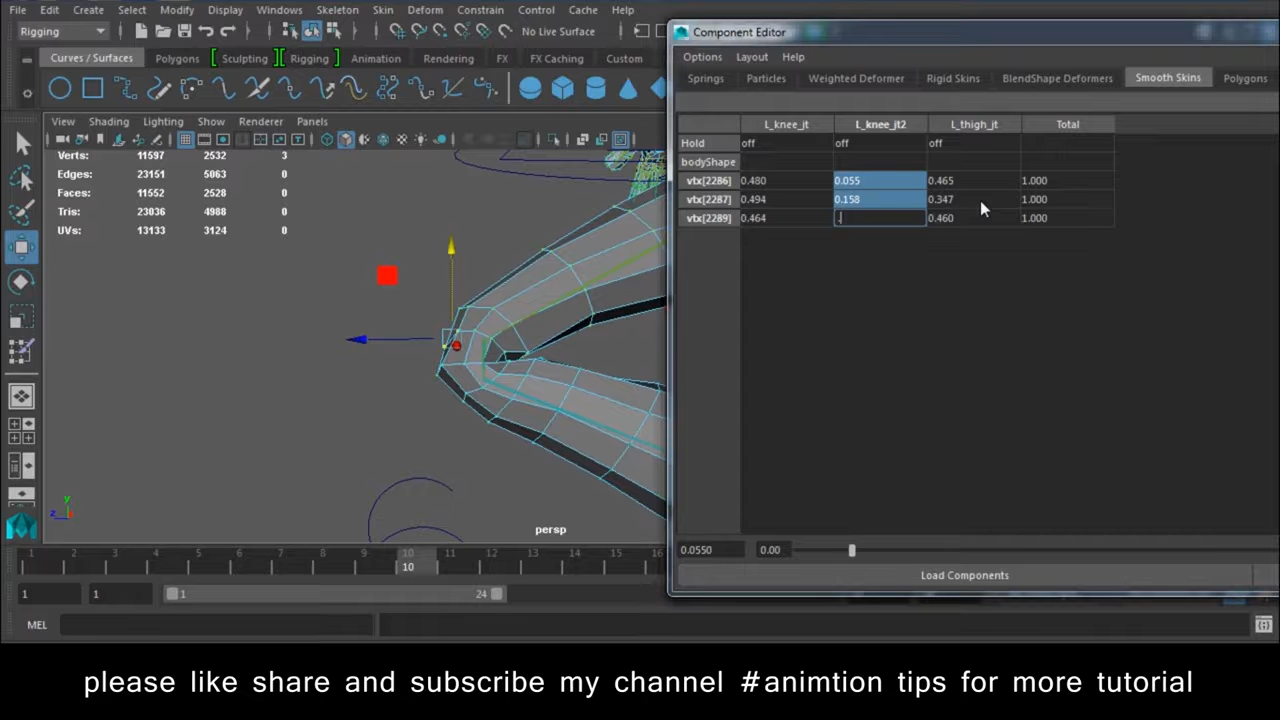 File Edit Create Select Modify Display Windows Skeleton Skin Deform Constrain Control Cache Help
Rigging No Live Surface
Curves / Surfaces Polygons Sculpting Rigging Animation Rendering FX FX Caching Custom
View Shading Lighting Show Renderer Panels
Verts: 11597 2532 3
Edges: 23151 5063 0
Faces: 11552 2528 0
Tris: 23036 4988 0
UVs: 13133 3124 0
y
z
persp
Component Editor
Options Layout Help
Springs Particles Weighted Deformer Rigid Skins BlendShape Deformers Smooth Skins Polygons
L_knee_jt L_knee_jt2 L_thigh_jt Total
Hold off off off
bodyShape
vtx[2286] 0.480 0.055 0.465 1.000
vtx[2287] 0.494 0.158 0.347 1.000
vtx[2289] 0.464 . 0.460 1.000
0.0550 0.00
Load Components
1 2 3 4 5 6 7 8 9 10 11 12 13 14 15 16
10
1 1 1 24
MEL
please like share and subscribe my channel #animtion tips for more tutorial